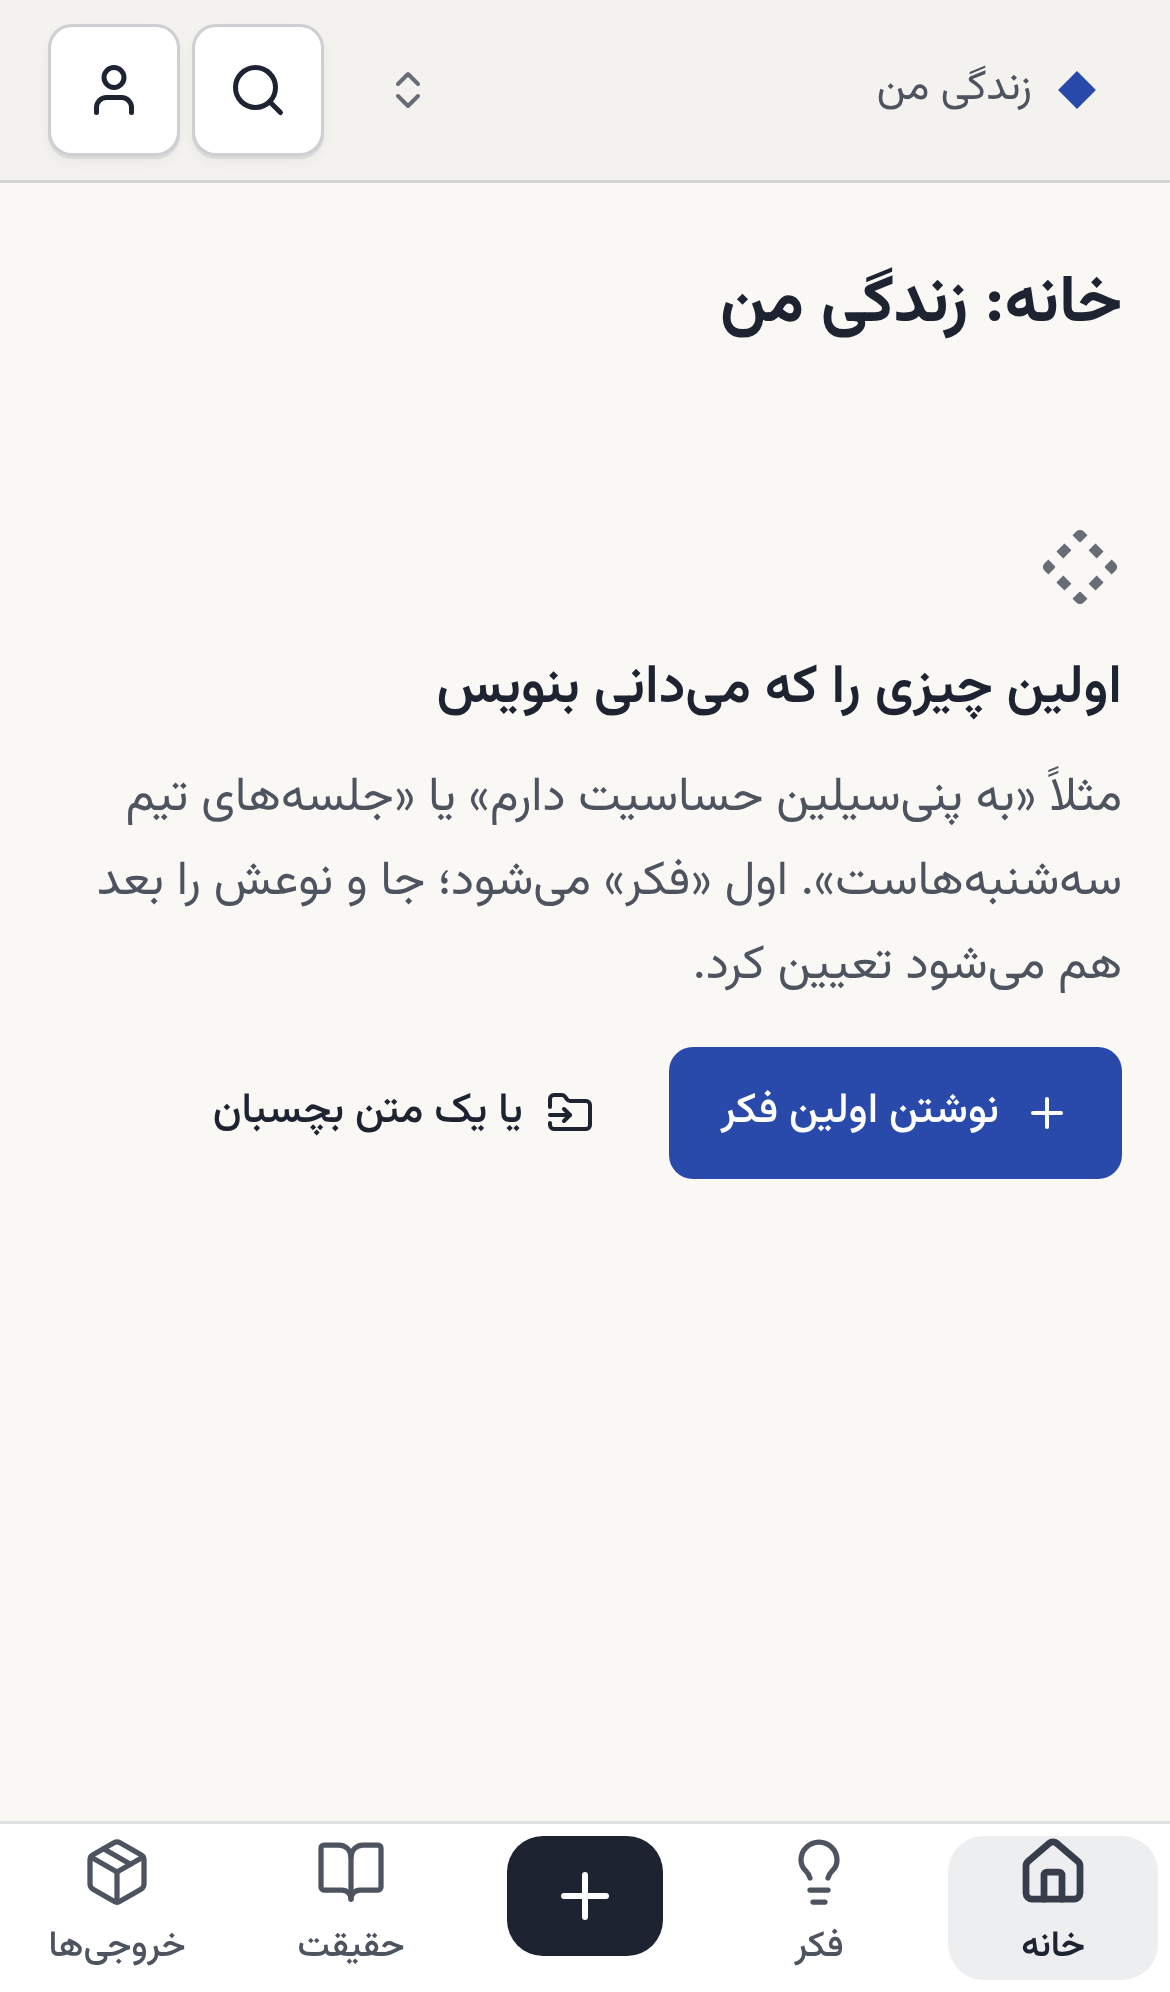 زندگی من
خانه: زندگی من
اولین چیزی را که می‌دانی بنویس
مثلاً «به پنی‌سیلین حساسیت دارم» یا «جلسه‌های تیم
سه‌شنبه‌هاست». اول «فکر» می‌شود؛ جا و نوعش را بعد
هم می‌شود تعیین کرد.
نوشتن اولین فکر
یا یک متن بچسبان
خانه
فکر
حقیقت
خروجی‌ها